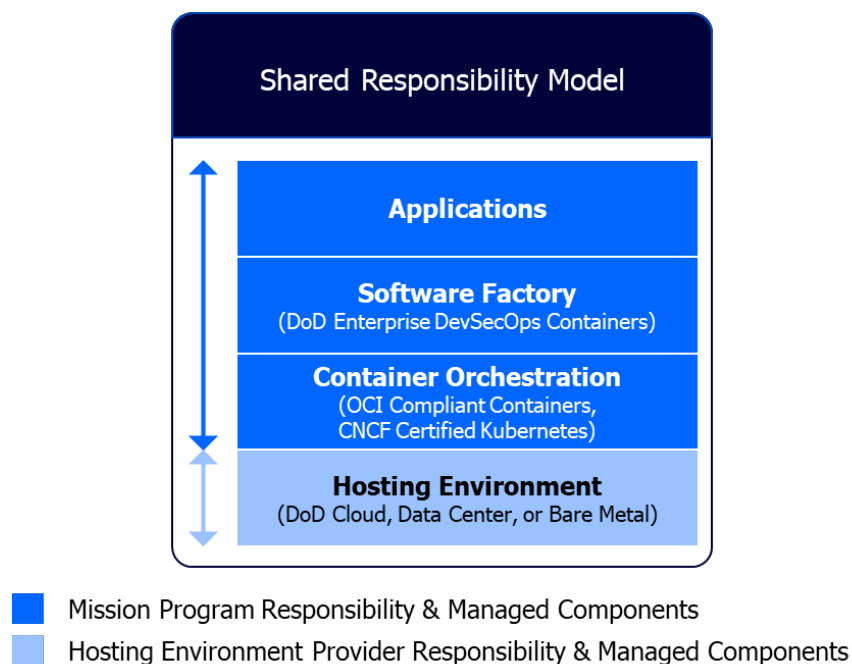 Shared Responsibility Model
Applications
Software Factory
(DoD Enterprise DevSecOps Containers)
Container Orchestration
(OCI Compliant Containers,
CNCF Certified Kubernetes)
Hosting Environment
(DoD Cloud, Data Center, or Bare Metal)
Mission Program Responsibility & Managed Components
Hosting Environment Provider Responsibility & Managed Components